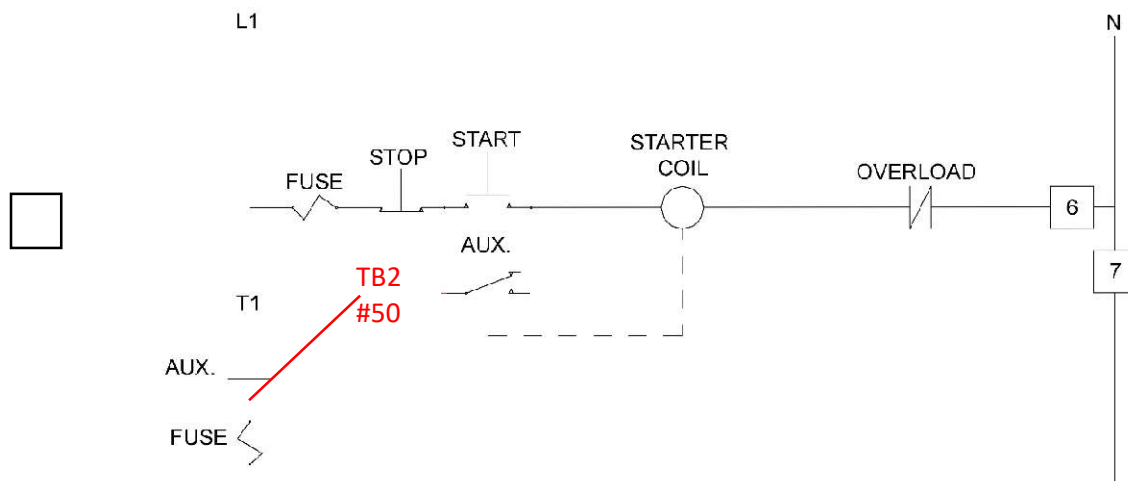 L1
N
START
STOP
STARTER
COIL
FUSE
OVERLOAD
6
AUX.
TB2
7
T1
#50
AUX.
FUSE